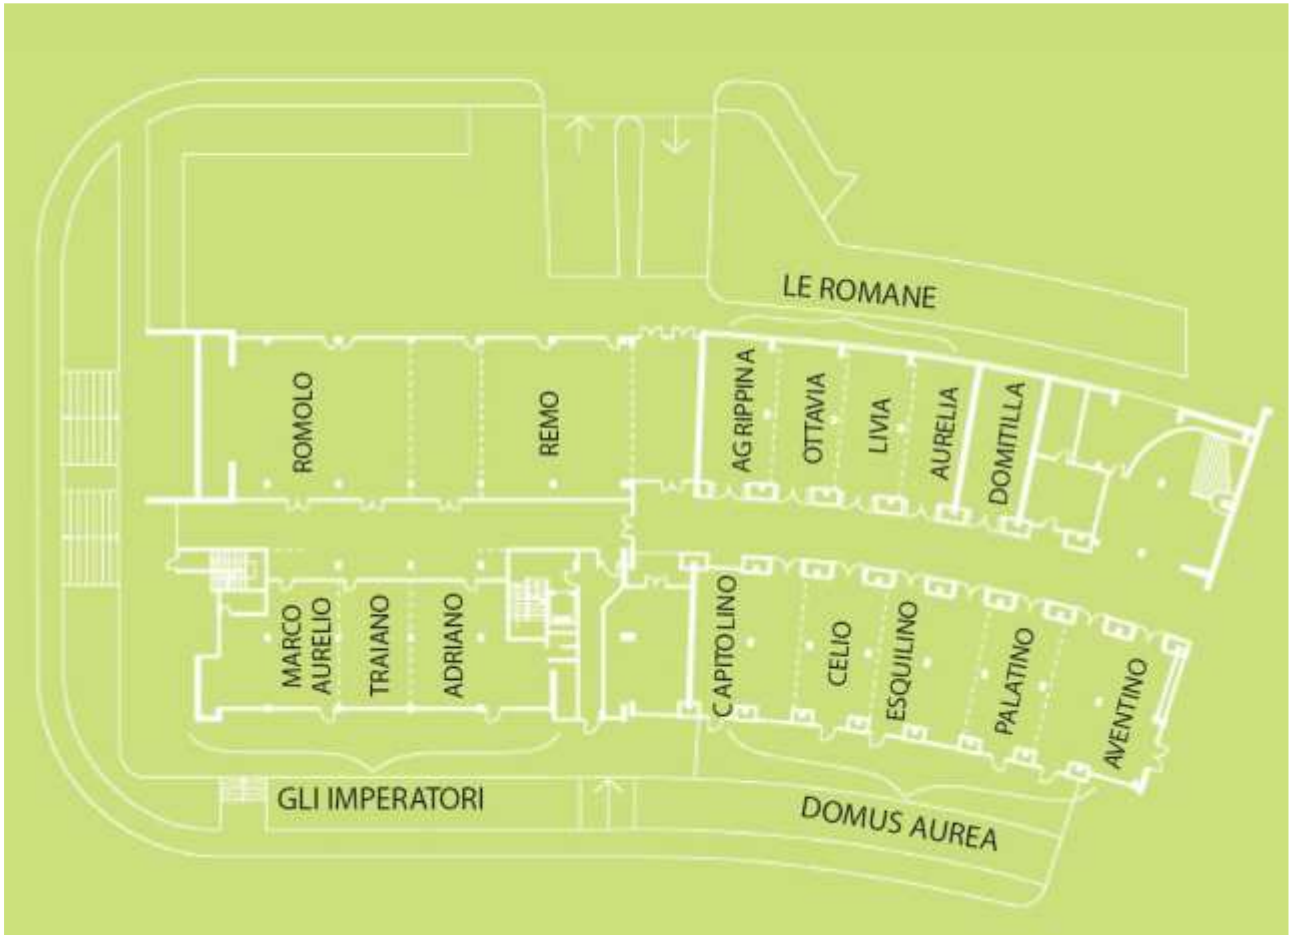 LE ROMANE
ROMOLO
REMO
AGRIPPINA
OTTAVIA
LIVIA
AURELIA
DOMITILLA
MARCO
AURELIO
TRAIANO
ADRIANO
CAPITOLINO
CELIO
ESQUILINO
PALATINO
AVENTINO
GLI IMPERATORI
DOMUS AUREA